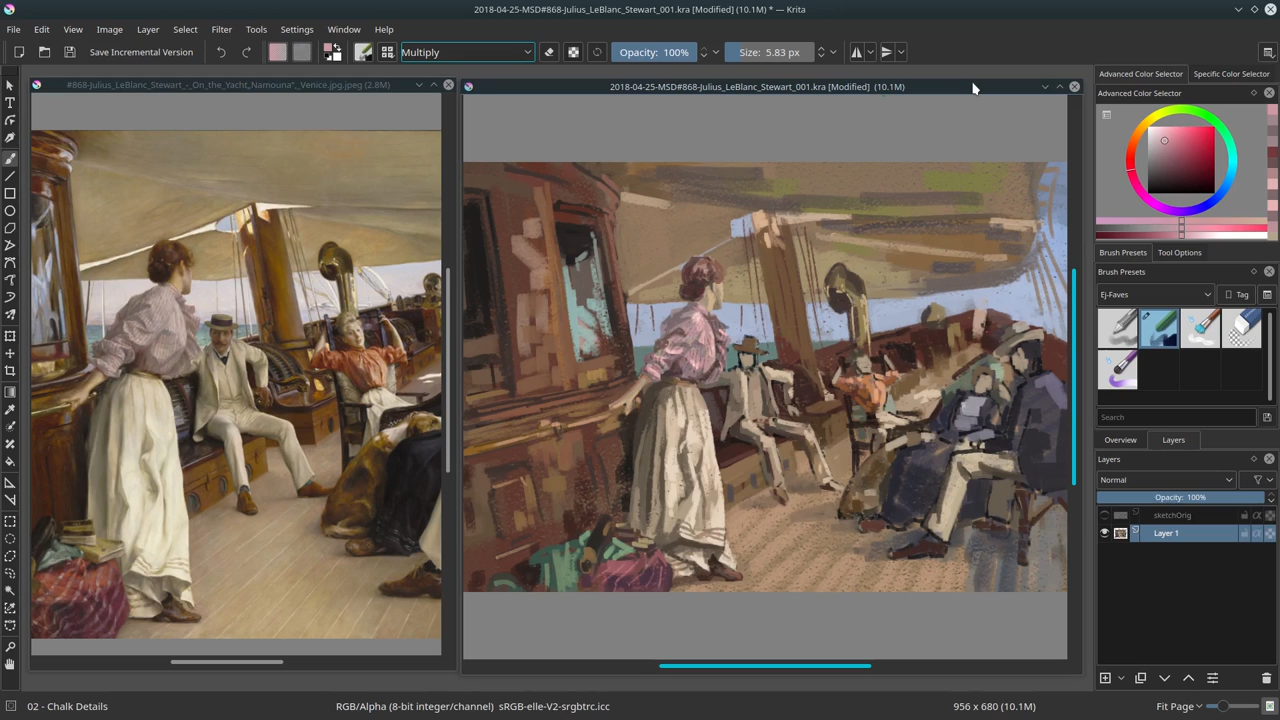 2018-04-25-MSD#868-Julius_LeBlanc_Stewart_001.kra [Modified] (10.1M) * — Krita
File Edit View Image Layer Select Filter Tools Settings Window Help
Save Incremental Version
Multiply
Opacity: 100%
Size: 5.83 px
#868-Julius_LeBlanc_Stewart_-_On_the_Yacht_Namouna"._Venice.jpg.jpeg (2.8M)
2018-04-25-MSD#868-Julius_LeBlanc_Stewart_001.kra [Modified] (10.1M)
Advanced Color Selector
Specific Color Selector
Advanced Color Selector
Brush Presets
Tool Options
Brush Presets
Ej-Faves
Tag
Search
Overview
Layers
Layers
Normal
Opacity: 100%
sketchOrig
Layer 1
02 - Chalk Details
RGB/Alpha (8-bit integer/channel) sRGB-elle-V2-srgbtrc.icc
956 x 680 (10.1M)
Fit Page